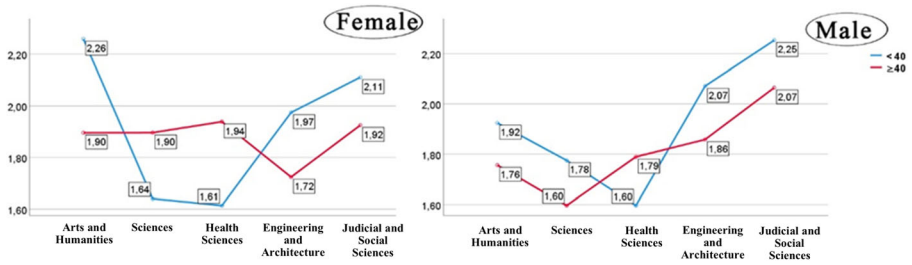 Female
2,20
2,00
1,80
1,60
2,26
1,90
1,64
1,90
1,61
1,94
1,97
1,72
2,11
1,92
Arts and
Humanities
Sciences
Health
Sciences
Engineering
and
Architecture
Judicial and
Social
Sciences
Male
2,20
2,00
1,80
1,60
1,92
1,76
1,78
1,60
1,79
1,60
2,07
1,86
2,25
2,07
Arts and
Humanities
Sciences
Health
Sciences
Engineering
and
Architecture
Judicial and
Social
Sciences
< 40
≥40